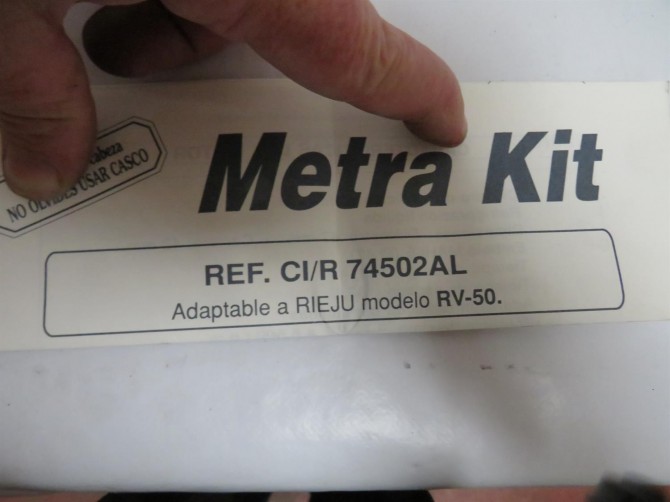 cabeza
NO OLVIDES USAR CASCO
Metra Kit
REF. CI/R 74502AL
Adaptable a RIEJU modelo RV-50.